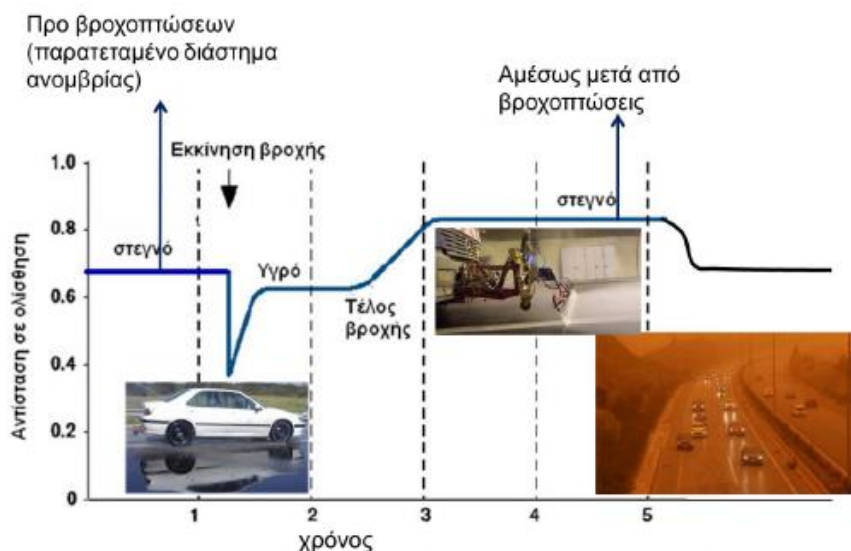 Προ βροχοπτώσεων
(παρατεταμένο διάστημα
ανομβρίας)
Αμέσως μετά από
βροχοπτώσεις
Εκκίνηση βροχής
1.0
0.8
0.6
0.4
0.2
0
Αντίσταση σε ολίσθηση
στεγνό
Υγρό
Τέλος
βροχής
στεγνό
1
2
3
4
5
χρόνος